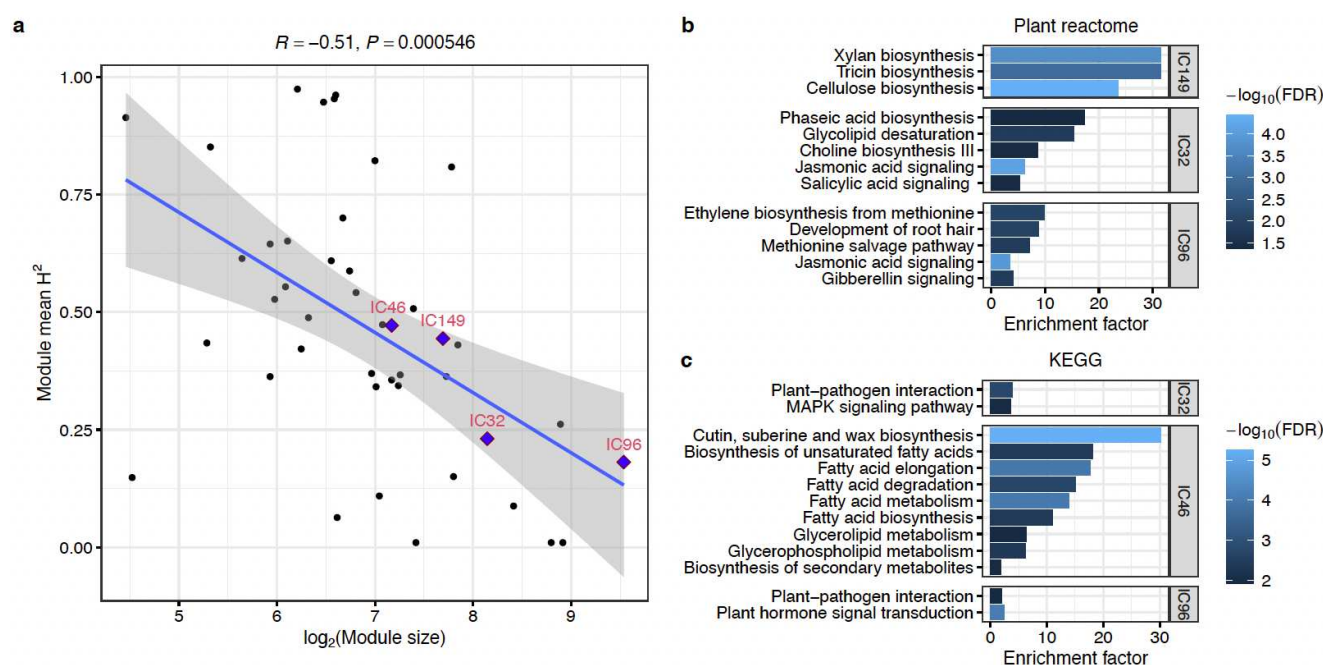 a
R = −0.51, P = 0.000546
Module mean H²
1.00
0.75
0.50
0.25
0.00
IC46
IC149
IC32
IC96
5
6
7
8
9
log₂(Module size)
b
Plant reactome
Xylan biosynthesis
Tricin biosynthesis
Cellulose biosynthesis
IC149
Phaseic acid biosynthesis
Glycolipid desaturation
Choline biosynthesis III
Jasmonic acid signaling
Salicylic acid signaling
IC32
Ethylene biosynthesis from methionine
Development of root hair
Methionine salvage pathway
Jasmonic acid signaling
Gibberellin signaling
IC96
0
10
20
30
Enrichment factor
−log₁₀(FDR)
4.0
3.5
3.0
2.5
2.0
1.5
c
KEGG
Plant−pathogen interaction
MAPK signaling pathway
IC32
Cutin, suberine and wax biosynthesis
Biosynthesis of unsaturated fatty acids
Fatty acid elongation
Fatty acid degradation
Fatty acid metabolism
Fatty acid biosynthesis
Glycerolipid metabolism
Glycerophospholipid metabolism
Biosynthesis of secondary metabolites
IC46
Plant−pathogen interaction
Plant hormone signal transduction
IC96
0
10
20
30
Enrichment factor
−log₁₀(FDR)
5
4
3
2